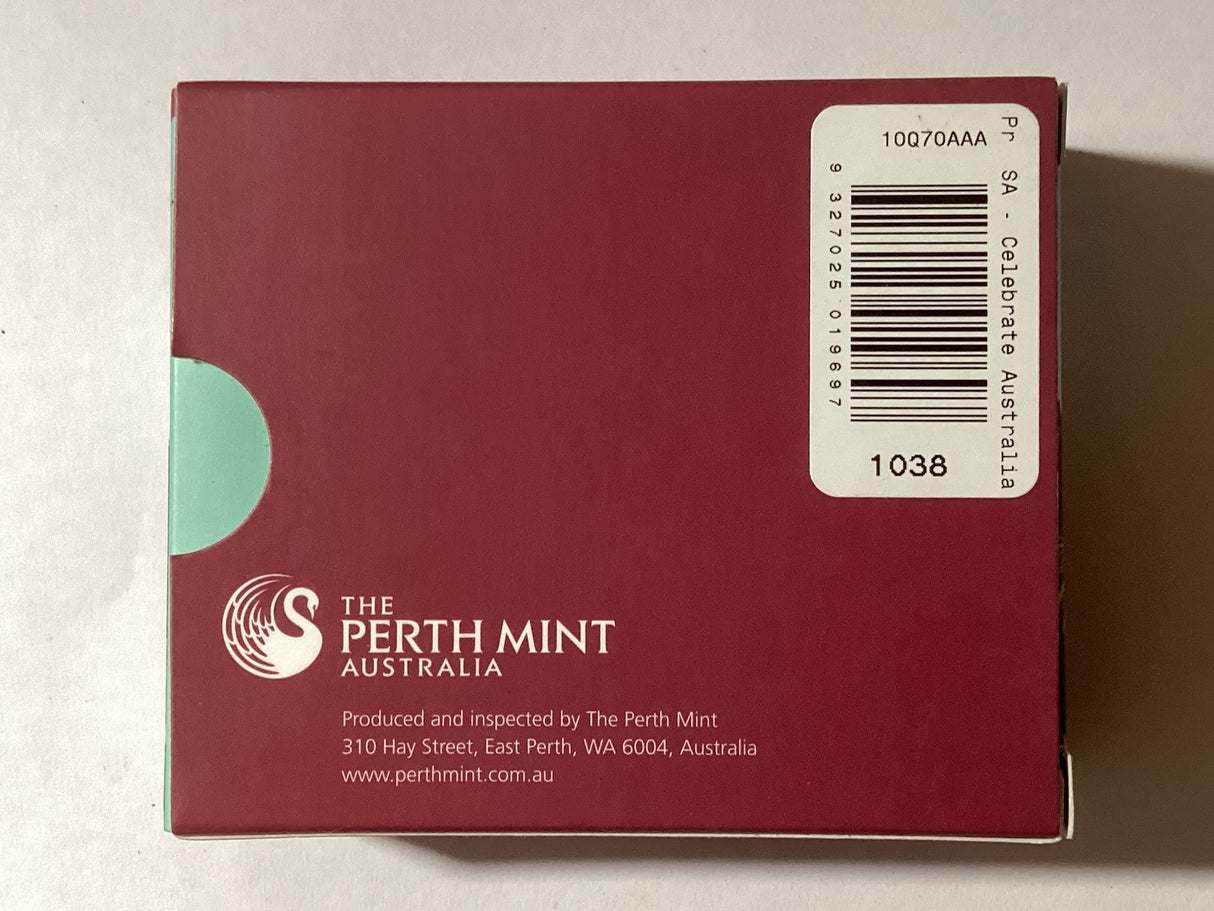 10Q70AAA
9 327025 019697
Pr SA - Celebrate Australia
1038
THE
PERTH MINT
AUSTRALIA
Produced and inspected by The Perth Mint
310 Hay Street, East Perth, WA 6004, Australia
www.perthmint.com.au